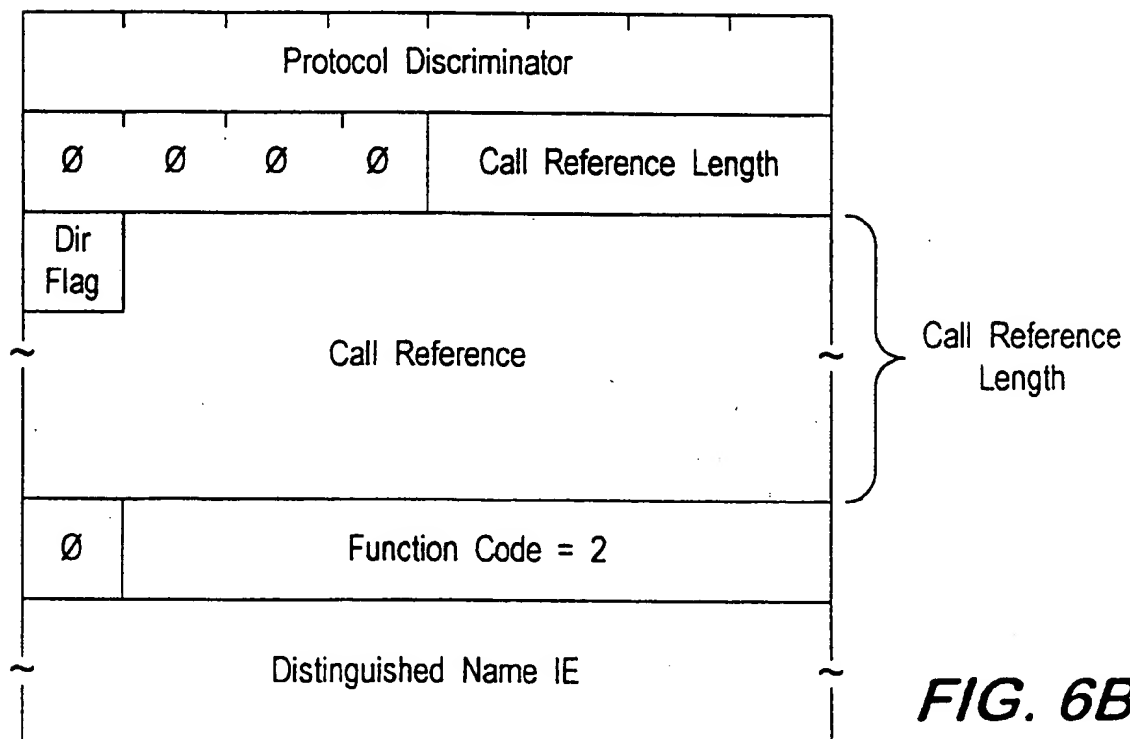 Protocol Discriminator
Ø Ø Ø Ø Call Reference Length
Dir
Flag
Call Reference
Call Reference
Length
Ø Function Code = 2
~ Distinguished Name IE ~
FIG. 6B